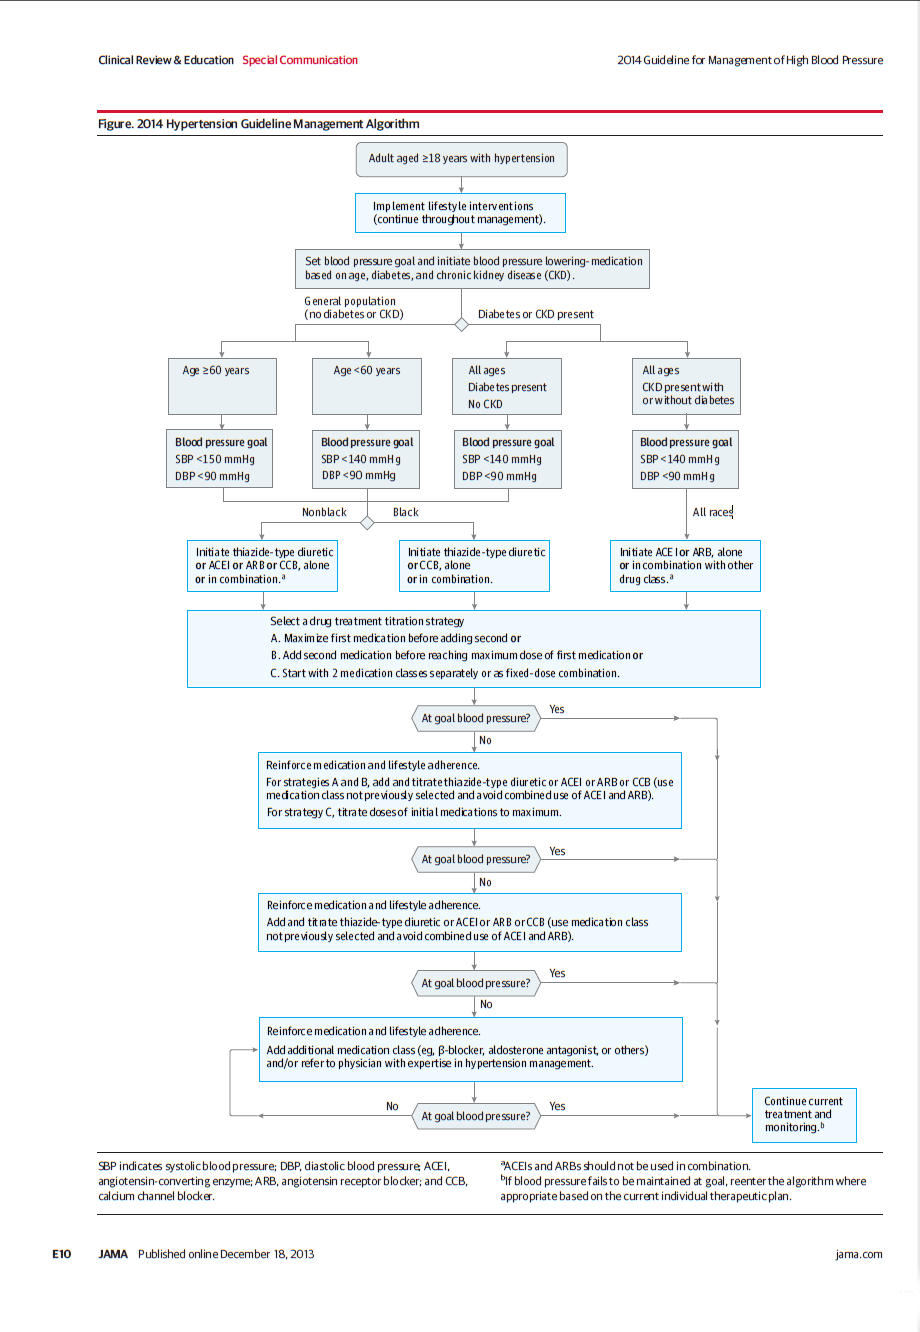 Clinical Review & Education Special Communication
2014 Guideline for Management of High Blood Pressure
Figure. 2014 Hypertension Guideline Management Algorithm
Adult aged ≥18 years with hypertension
Implement lifestyle interventions
(continue throughout management).
Set blood pressure goal and initiate blood pressure lowering-medication
based on age, diabetes, and chronic kidney disease (CKD).
General population
(no diabetes or CKD)
Diabetes or CKD present
Age ≥60 years
Age <60 years
All ages
Diabetes present
No CKD
All ages
CKD present with
or without diabetes
Blood pressure goal
SBP <150 mmHg
DBP <90 mmHg
Blood pressure goal
SBP <140 mmHg
DBP <90 mmHg
Blood pressure goal
SBP <140 mmHg
DBP <90 mmHg
Blood pressure goal
SBP <140 mmHg
DBP <90 mmHg
Nonblack
Black
All races
Initiate thiazide-type diuretic
or ACEI or ARB or CCB, alone
or in combination.a
Initiate thiazide-type diuretic
or CCB, alone
or in combination.
Initiate ACEI or ARB, alone
or in combination with other
drug class.a
Select a drug treatment titration strategy
A. Maximize first medication before adding second or
B. Add second medication before reaching maximum dose of first medication or
C. Start with 2 medication classes separately or as fixed-dose combination.
At goal blood pressure?
Yes
No
Reinforce medication and lifestyle adherence.
For strategies A and B, add and titrate thiazide-type diuretic or ACEI or ARB or CCB (use
medication class not previously selected and avoid combined use of ACEI and ARB).
For strategy C, titrate doses of initial medications to maximum.
At goal blood pressure?
Yes
No
Reinforce medication and lifestyle adherence.
Add and titrate thiazide-type diuretic or ACEI or ARB or CCB (use medication class
not previously selected and avoid combined use of ACEI and ARB).
At goal blood pressure?
Yes
No
Reinforce medication and lifestyle adherence.
Add additional medication class (eg, β-blocker, aldosterone antagonist, or others)
and/or refer to physician with expertise in hypertension management.
No
At goal blood pressure?
Yes
Continue current
treatment and
monitoring.b
SBP indicates systolic blood pressure; DBP, diastolic blood pressure; ACEI,
angiotensin-converting enzyme; ARB, angiotensin receptor blocker; and CCB,
calcium channel blocker.
aACEIs and ARBs should not be used in combination.
bIf blood pressure fails to be maintained at goal, reenter the algorithm where
appropriate based on the current individual therapeutic plan.
E10 JAMA Published online December 18, 2013
jama.com